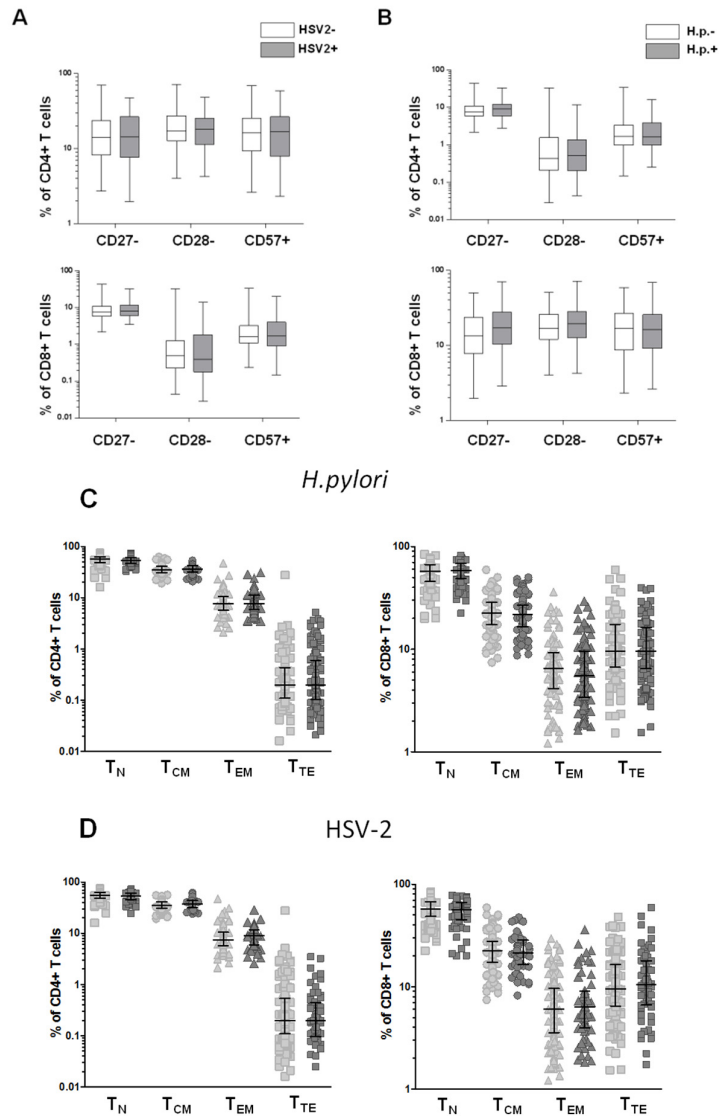 A
HSV2-
HSV2+
% of CD4+ T cells
100
10
1
CD27- CD28- CD57+
% of CD8+ T cells
100
10
1
0.1
0.01
CD27- CD28- CD57+
B
H.p.-
H.p.+
% of CD4+ T cells
100
10
1
0.1
0.01
CD27- CD28- CD57+
% of CD8+ T cells
100
10
1
CD27- CD28- CD57+
H.pylori
C
% of CD4+ T cells
100
10
1
0.1
0.01
TN TCM TEM TTE
% of CD8+ T cells
100
10
1
TN TCM TEM TTE
HSV-2
D
% of CD4+ T cells
100
10
1
0.1
0.01
TN TCM TEM TTE
% of CD8+ T cells
100
10
1
TN TCM TEM TTE